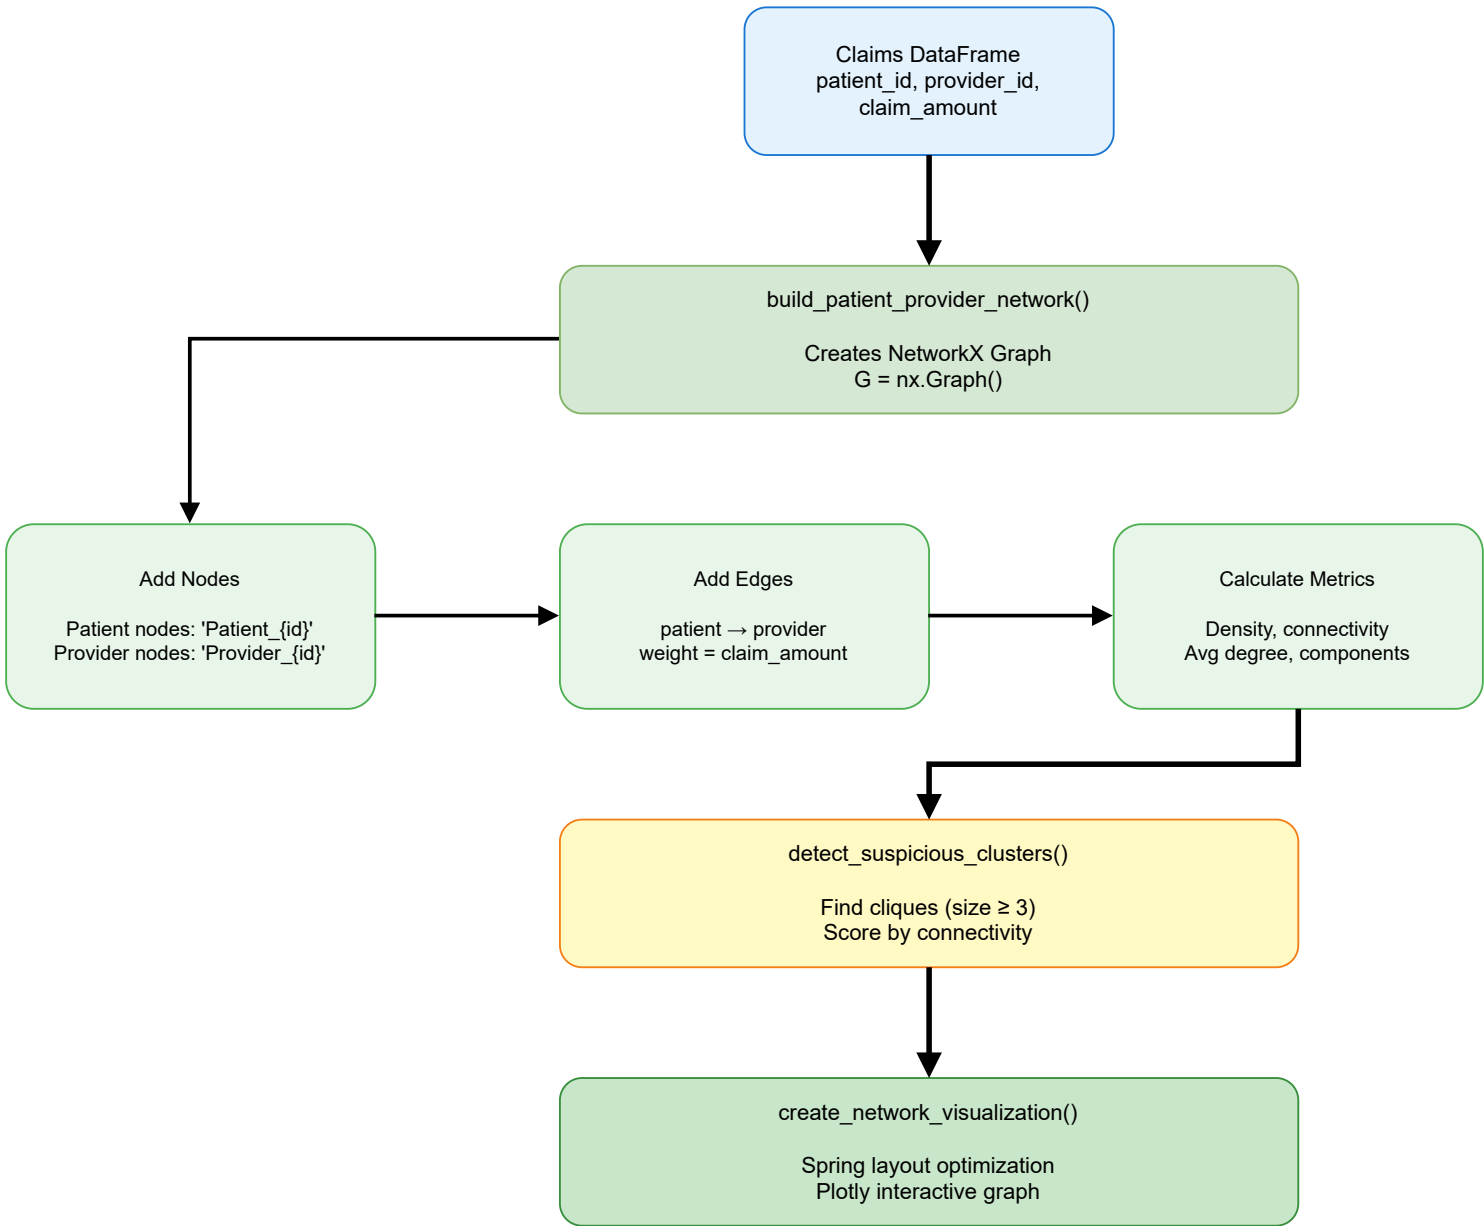 Claims DataFrame
patient_id, provider_id,
claim_amount
build_patient_provider_network()
Creates NetworkX Graph
G = nx.Graph()
Add Nodes
Patient nodes: 'Patient_{id}'
Provider nodes: 'Provider_{id}'
Add Edges
patient → provider
weight = claim_amount
Calculate Metrics
Density, connectivity
Avg degree, components
detect_suspicious_clusters()
Find cliques (size ≥ 3)
Score by connectivity
create_network_visualization()
Spring layout optimization
Plotly interactive graph